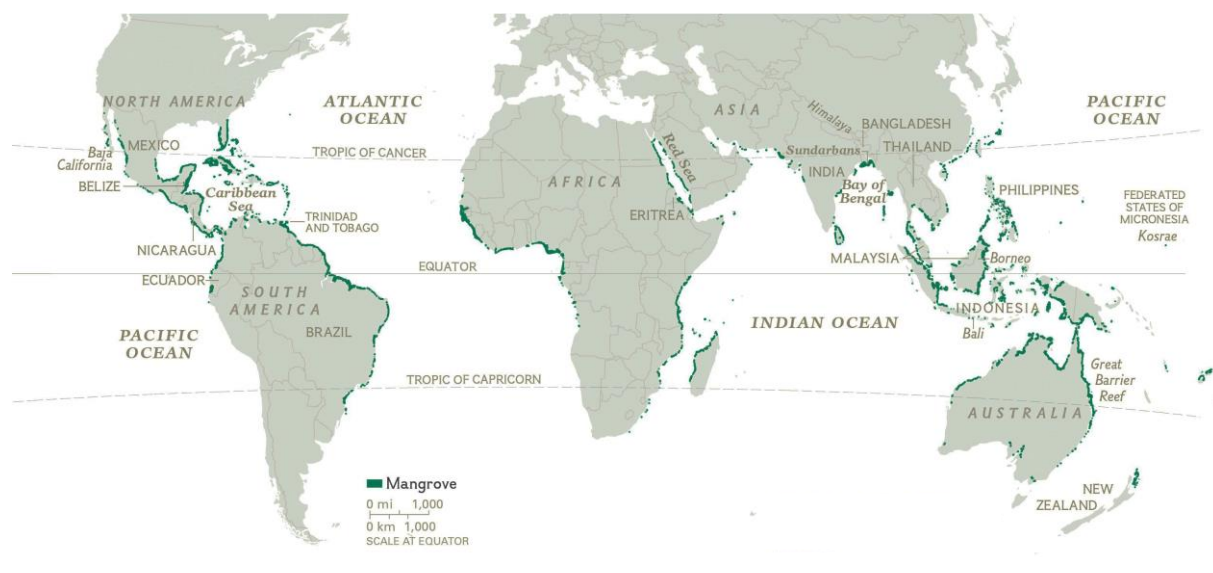 NORTH AMERICA
ATLANTIC
OCEAN
ASIA
Himalaya
PACIFIC
OCEAN
BANGLADESH
MEXICO
Baja
California
TROPIC OF CANCER
Red Sea
Sundarbans
THAILAND
INDIA
BELIZE
Caribbean
Sea
AFRICA
Bay of
Bengal
PHILIPPINES
FEDERATED
STATES OF
MICRONESIA
Kosrae
TRINIDAD
AND TOBAGO
ERITREA
NICARAGUA
MALAYSIA
Borneo
EQUATOR
ECUADOR
SOUTH
AMERICA
BRAZIL
INDONESIA
Bali
PACIFIC
OCEAN
INDIAN OCEAN
TROPIC OF CAPRICORN
Great
Barrier
Reef
AUSTRALIA
Mangrove
0 mi 1,000
0 km 1,000
SCALE AT EQUATOR
NEW
ZEALAND